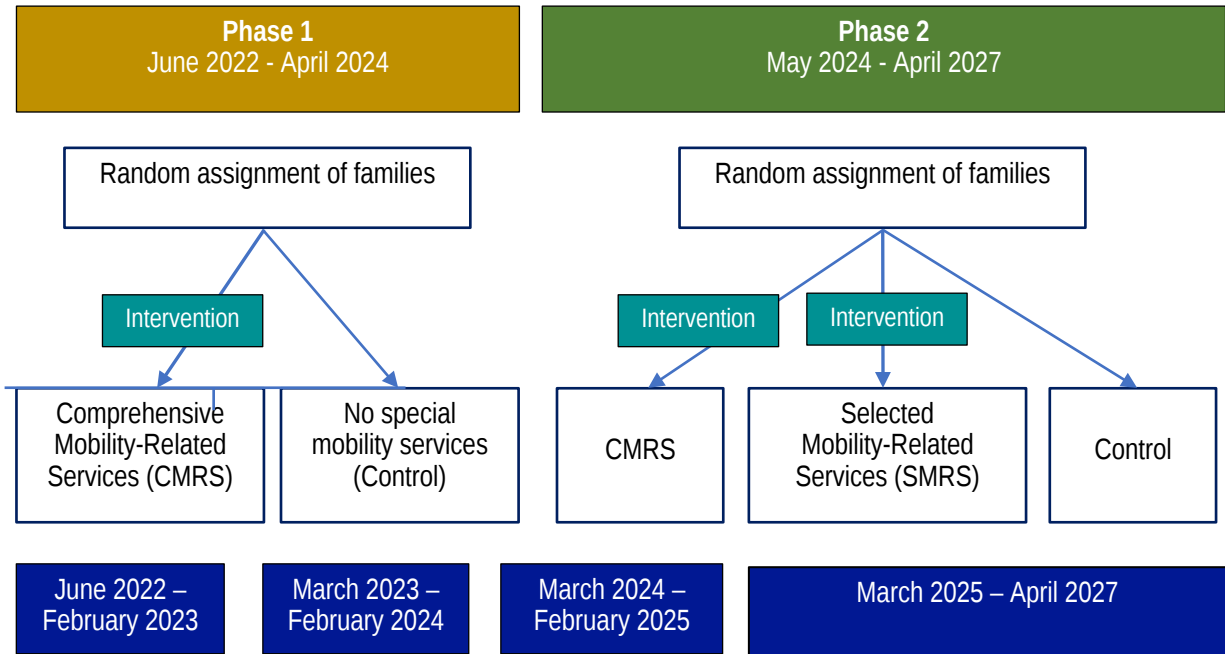 Phase 1
June 2022 - April 2024
Phase 2
May 2024 - April 2027
Random assignment of families
Random assignment of families
Intervention
Intervention
Intervention
Comprehensive
Mobility-Related
Services (CMRS)
No special
mobility services
(Control)
CMRS
Selected
Mobility-Related
Services (SMRS)
Control
June 2022 –
February 2023
March 2023 –
February 2024
March 2024 –
February 2025
March 2025 – April 2027